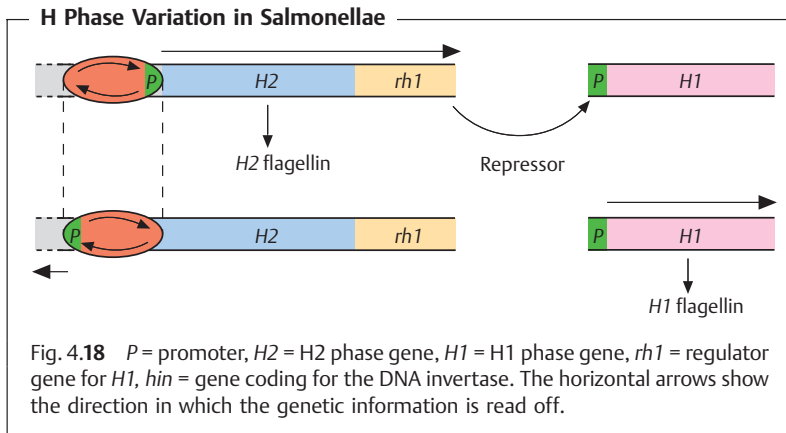 H Phase Variation in Salmonellae
P H2 rh1 P H1
H2 flagellin
Repressor
P H2 rh1 P H1
H1 flagellin
Fig. 4.18 P = promoter, H2 = H2 phase gene, H1 = H1 phase gene, rh1 = regulator
gene for H1, hin = gene coding for the DNA invertase. The horizontal arrows show
the direction in which the genetic information is read off.